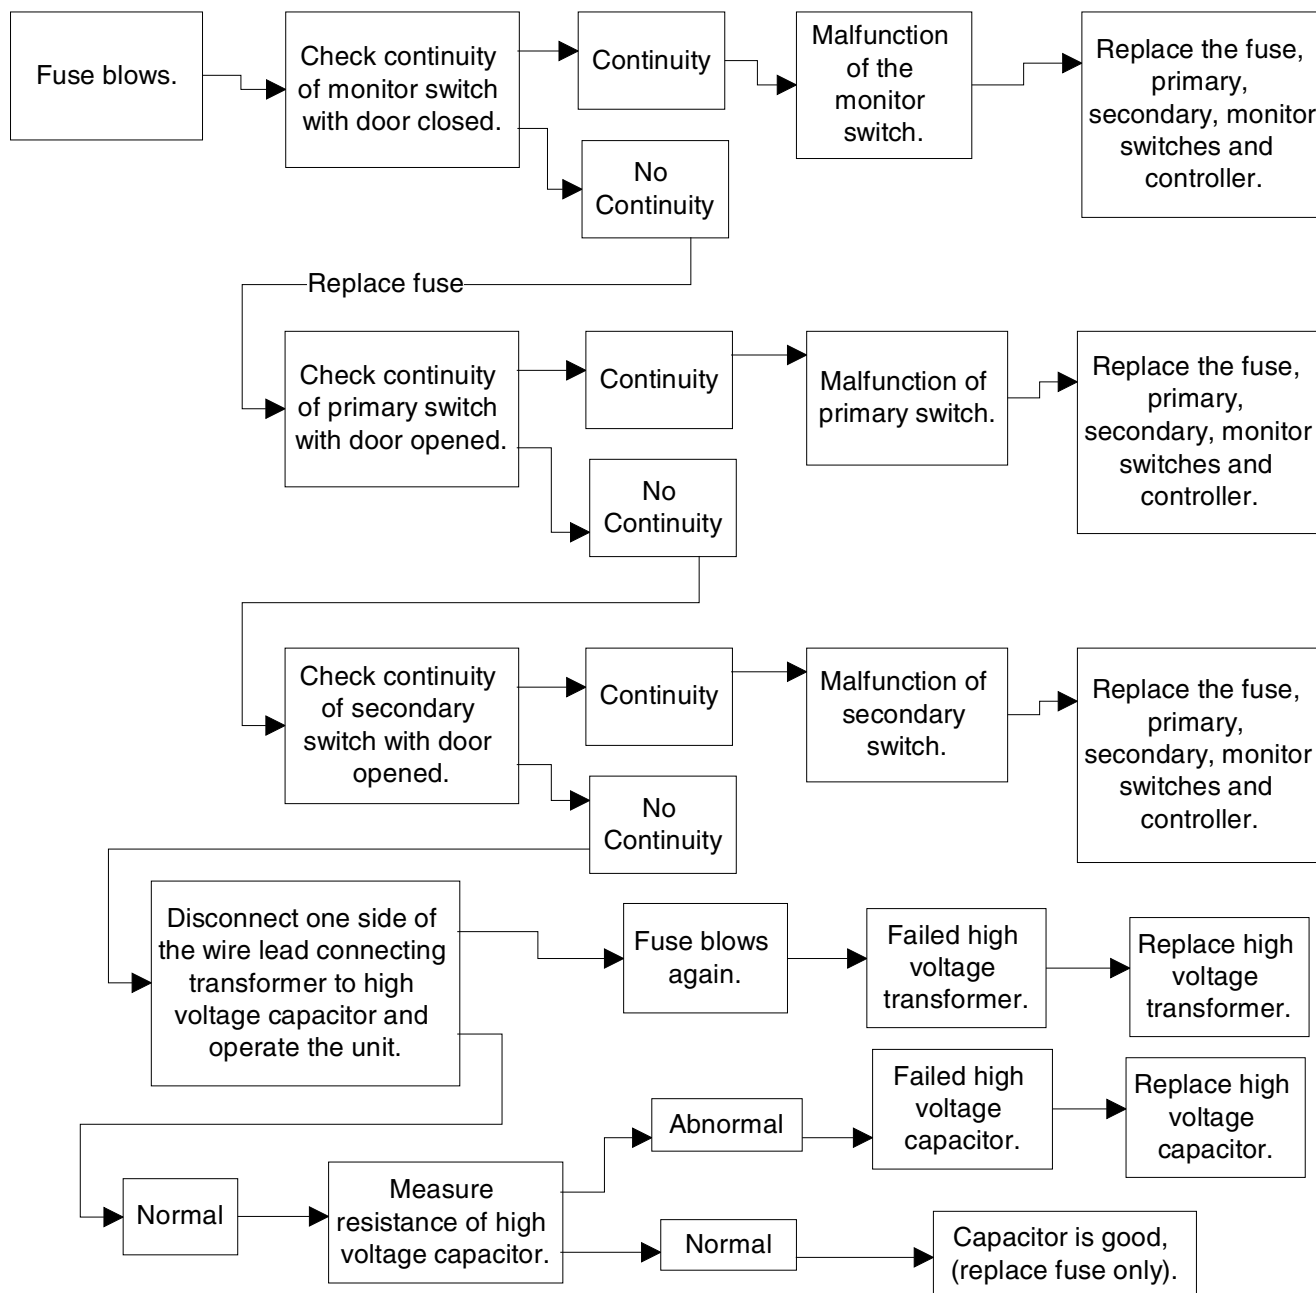 Fuse blows.
Check continuity
of monitor switch
with door closed.
Continuity
Malfunction
of the
monitor
switch.
Replace the fuse,
primary,
secondary, monitor
switches and
controller.
No
Continuity
Replace fuse
Check continuity
of primary switch
with door opened.
Continuity
Malfunction of
primary switch.
Replace the fuse,
primary,
secondary, monitor
switches and
controller.
No
Continuity
Check continuity
of secondary
switch with door
opened.
Continuity
Malfunction of
secondary
switch.
Replace the fuse,
primary,
secondary, monitor
switches and
controller.
No
Continuity
Disconnect one side of
the wire lead connecting
transformer to high
voltage capacitor and
operate the unit.
Fuse blows
again.
Failed high
voltage
transformer.
Replace high
voltage
transformer.
Normal
Measure
resistance of high
voltage capacitor.
Abnormal
Failed high
voltage
capacitor.
Replace high
voltage
capacitor.
Normal
Capacitor is good,
(replace fuse only).